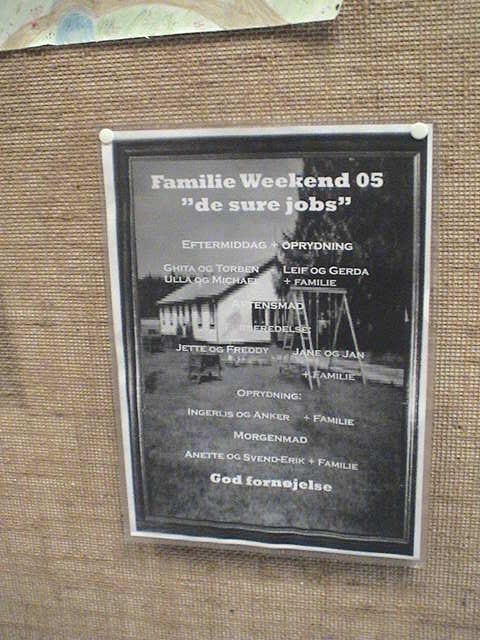 Familie Weekend 05
"de sure jobs"
Eftermiddag + oprydning
Ghita og Torben Leif og Gerda
Ulla og Michael + familie
Aftensmad
Forberedelse:
Jette og Freddy Jane og Jan
+ familie
Oprydning:
Ingerlis og Anker + Familie
Morgenmad
Anette og Svend-Erik + Familie
God fornøjelse